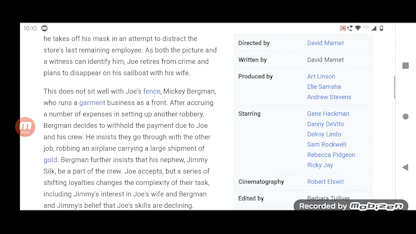 10:10
he takes off his mask in an attempt to distract the
store's last remaining employee. As both the picture and
a witness can identify him, Joe retires from crime and
plans to disappear on his sailboat with his wife.
This does not sit well with Joe's fence, Mickey Bergman,
who runs a garment business as a front. After accruing
a number of expenses in setting up another robbery,
Bergman decides to withhold the payment due to Joe
and his crew. He insists they go through with the other
job, robbing an airplane carrying a large shipment of
gold. Bergman further insists that his nephew, Jimmy
Silk, be a part of the crew. Joe accepts, but a series of
shifting loyalties changes the complexity of their task,
including Jimmy's interest in Joe's wife and Bergman
and Jimmy's belief that Joe's skills are declining.
Directed by David Mamet
Written by David Mamet
Produced by Art Linson
Elie Samaha
Andrew Stevens
Starring Gene Hackman
Danny DeVito
Delroy Lindo
Sam Rockwell
Rebecca Pidgeon
Ricky Jay
Cinematography Robert Elswit
Edited by Barbara Tulliver
Recorded by Mobizen